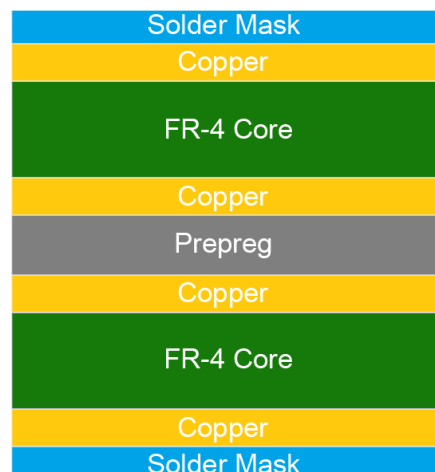 Solder Mask
Copper
FR-4 Core
Copper
Prepreg
Copper
FR-4 Core
Copper
Solder Mask